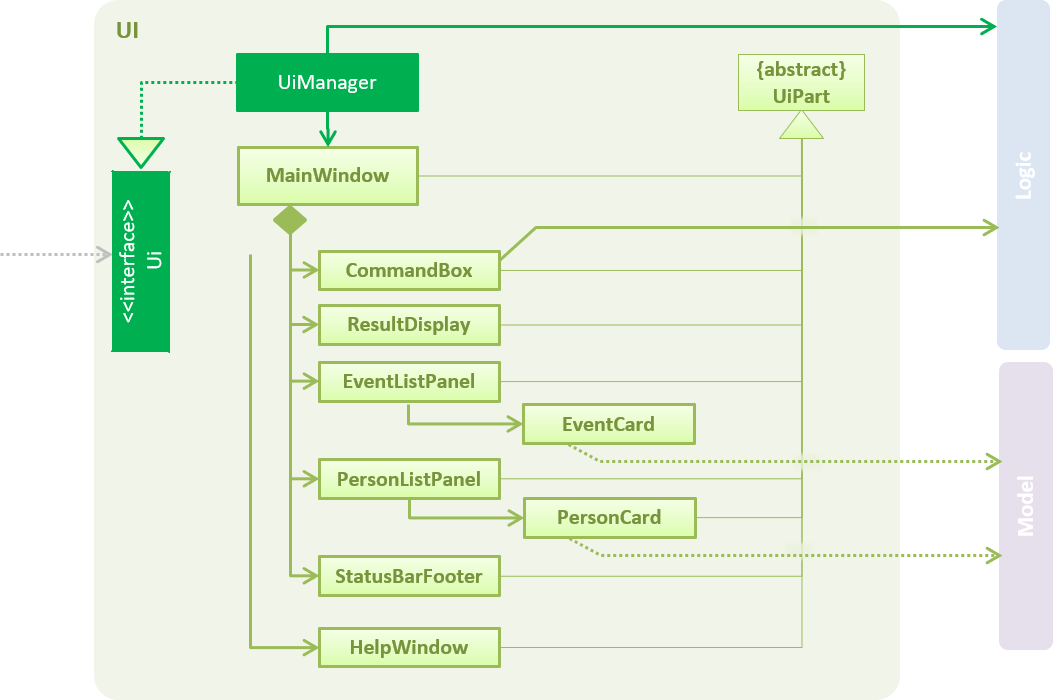 UI
UiManager
{abstract}
UiPart
MainWindow
<<interface>>
Ui
Logic
CommandBox
ResultDisplay
EventListPanel
EventCard
PersonListPanel
PersonCard
Model
StatusBarFooter
HelpWindow